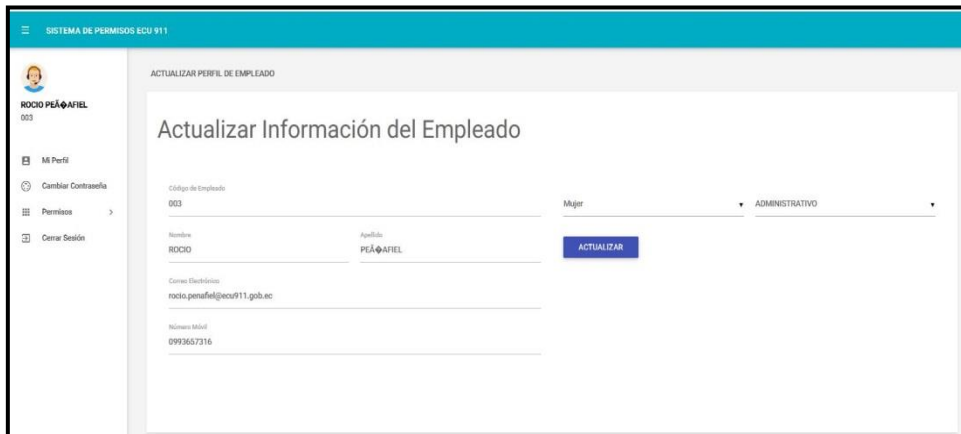 SISTEMA DE PERMISOS ECU 911
ROCIO PEÃ�AFIEL
003
Mi Perfil
Cambiar Contraseña
Permisos
Cerrar Sesión
ACTUALIZAR PERFIL DE EMPLEADO
Actualizar Información del Empleado
Código de Empleado
003
Mujer
ADMINISTRATIVO
Nombre
Apellido
ROCIO
PEÃ�AFIEL
ACTUALIZAR
Correo Electrónico
rocio.penafiel@ecu911.gob.ec
Número Móvil
0993657316